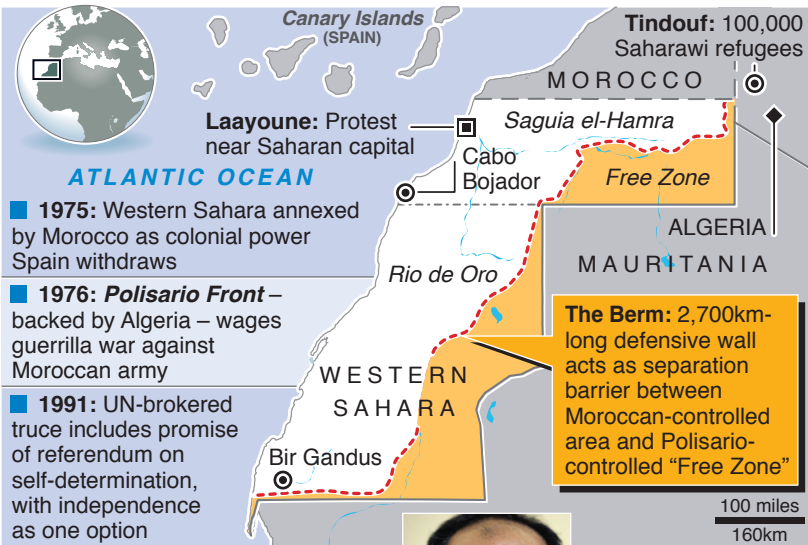 Canary Islands
(SPAIN)
Tindouf: 100,000
Saharawi refugees
MOROCCO
Laayoune: Protest
near Saharan capital
Saguia el-Hamra
Cabo
Bojador
Free Zone
ATLANTIC OCEAN
1975: Western Sahara annexed
by Morocco as colonial power
Spain withdraws
ALGERIA
MAURITANIA
Rio de Oro
1976: Polisario Front –
backed by Algeria – wages
guerrilla war against
Moroccan army
The Berm: 2,700km-
long defensive wall
acts as separation
barrier between
Moroccan-controlled
area and Polisario-
controlled “Free Zone”
WESTERN
SAHARA
1991: UN-brokered
truce includes promise
of referendum on
self-determination,
with independence
as one option
Bir Gandus
100 miles
160km